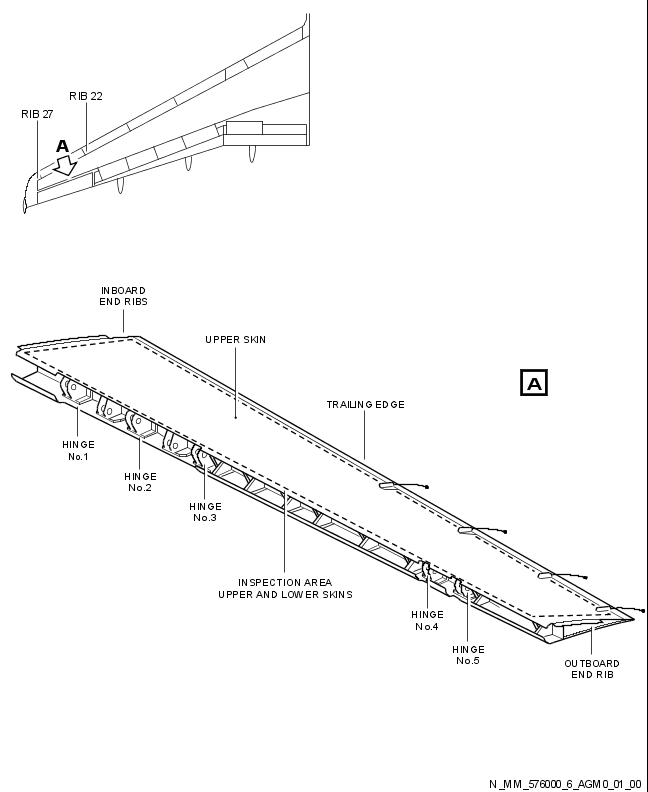 RIB 22
RIB 27
A
INBOARD
END RIBS
UPPER SKIN
A
TRAILING EDGE
HINGE
No.1
HINGE
No.2
HINGE
No.3
INSPECTION AREA
UPPER AND LOWER SKINS
HINGE
No.4
HINGE
No.5
OUTBOARD
END RIB
N_MM_576000_6_AGM0_01_00